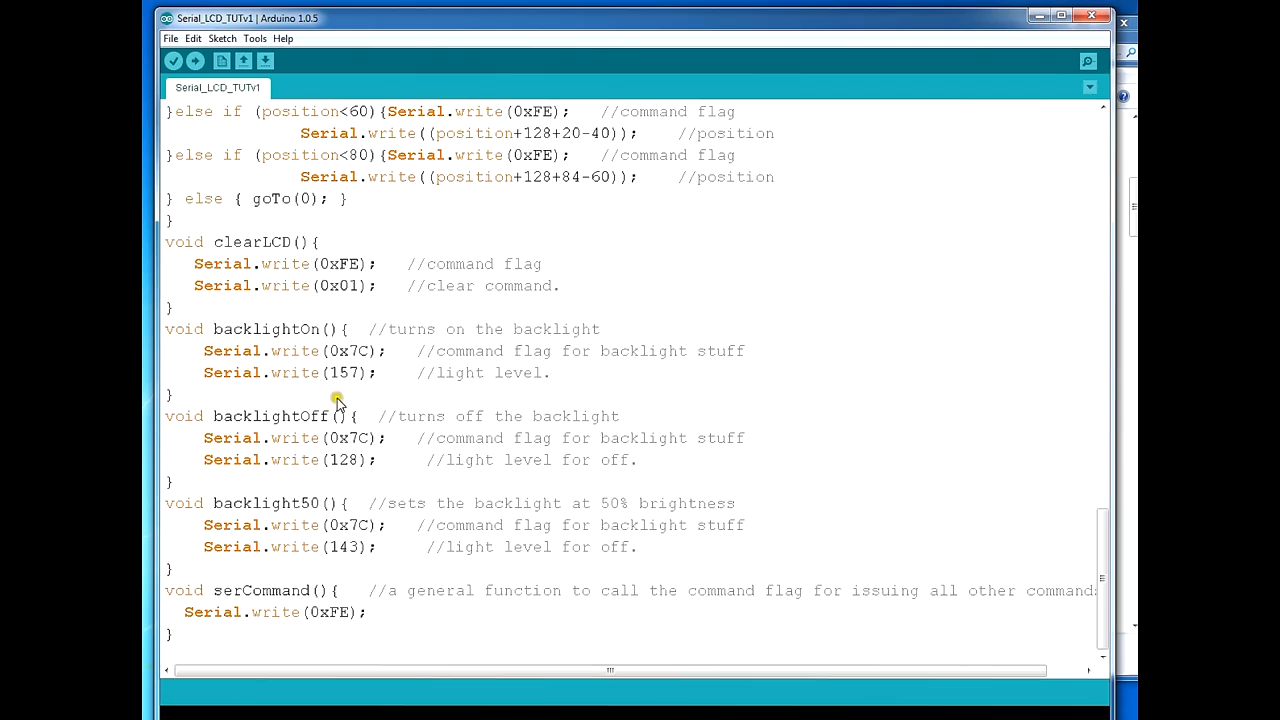 Serial_LCD_TUTv1 | Arduino 1.0.5
File Edit Sketch Tools Help
Serial_LCD_TUTv1
}else if (position<60){Serial.write(0xFE);   //command flag
Serial.write((position+128+20-40));    //position
}else if (position<80){Serial.write(0xFE);   //command flag
Serial.write((position+128+84-60));    //position
} else { goTo(0); }
}
void clearLCD(){
Serial.write(0xFE);   //command flag
Serial.write(0x01);   //clear command.
}
void backlightOn(){  //turns on the backlight
Serial.write(0x7C);   //command flag for backlight stuff
Serial.write(157);    //light level.
}
void backlightOff(){  //turns off the backlight
Serial.write(0x7C);   //command flag for backlight stuff
Serial.write(128);     //light level for off.
}
void backlight50(){  //sets the backlight at 50% brightness
Serial.write(0x7C);   //command flag for backlight stuff
Serial.write(143);     //light level for off.
}
void serCommand(){   //a general function to call the command flag for issuing all other commands
Serial.write(0xFE);
}